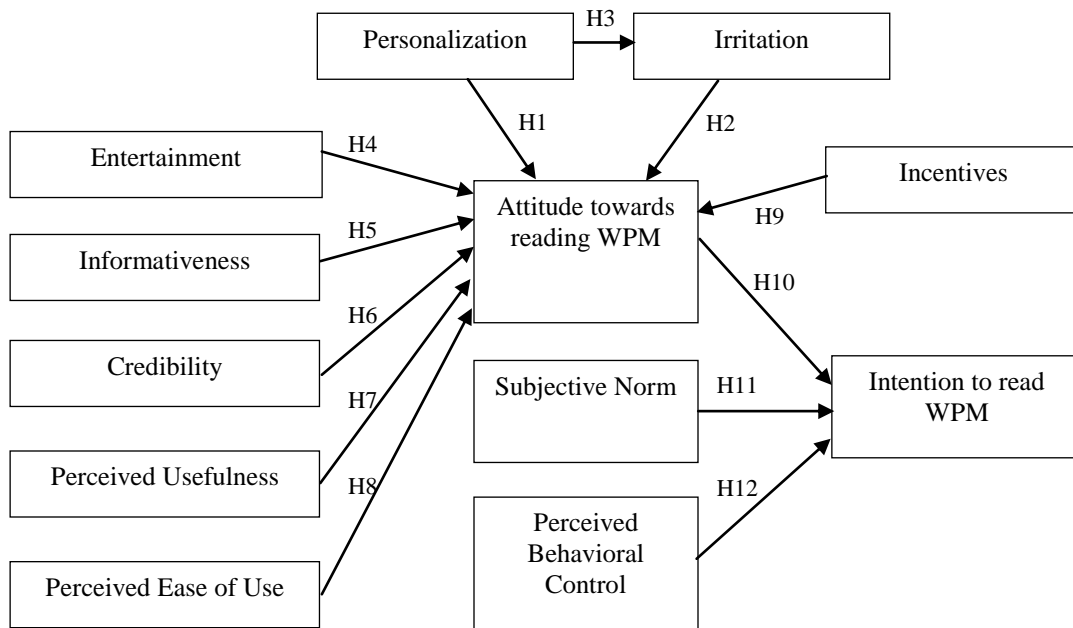 H3
Personalization
Irritation
H1
H2
H4
Entertainment
Incentives
Attitude towards
reading WPM
H9
H5
Informativeness
H10
H6
Credibility
Subjective Norm
H11
Intention to read
WPM
H7
Perceived Usefulness
H8
H12
Perceived
Behavioral
Control
Perceived Ease of Use